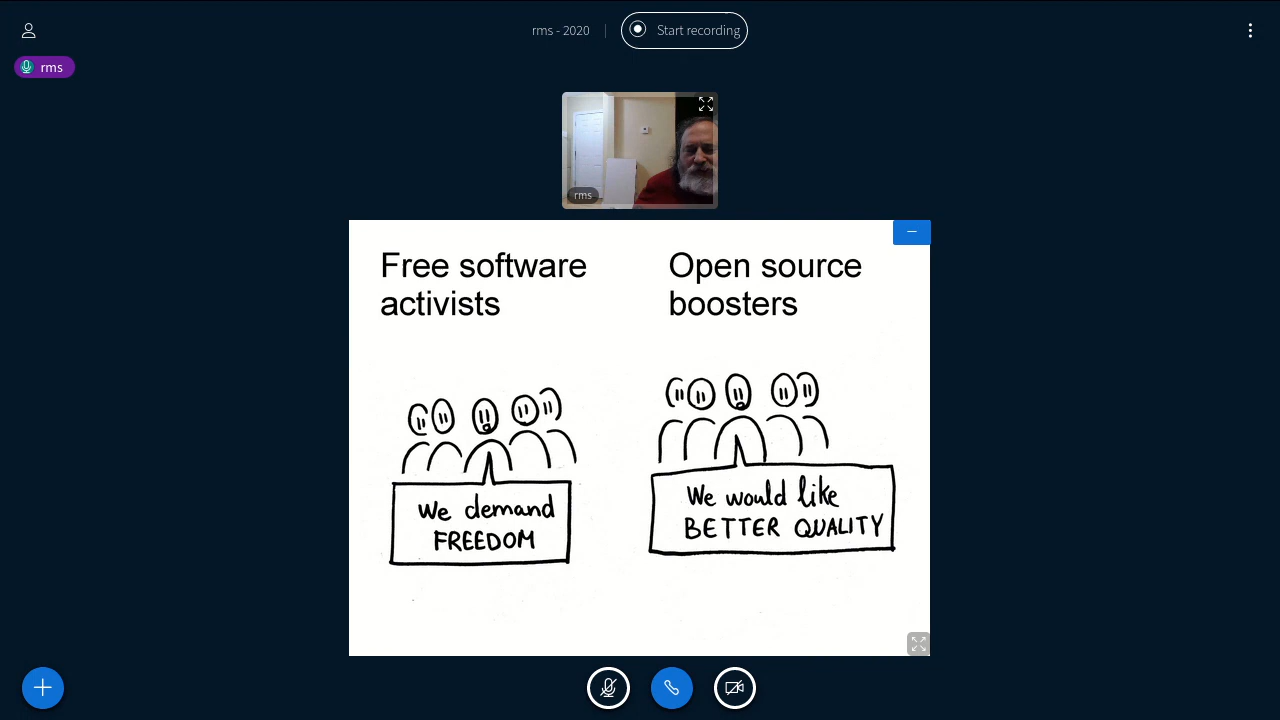 rms - 2020
Start recording
rms
rms
Free software
activists
Open source
boosters
We demand
FREEDOM
We would like
BETTER QUALITY